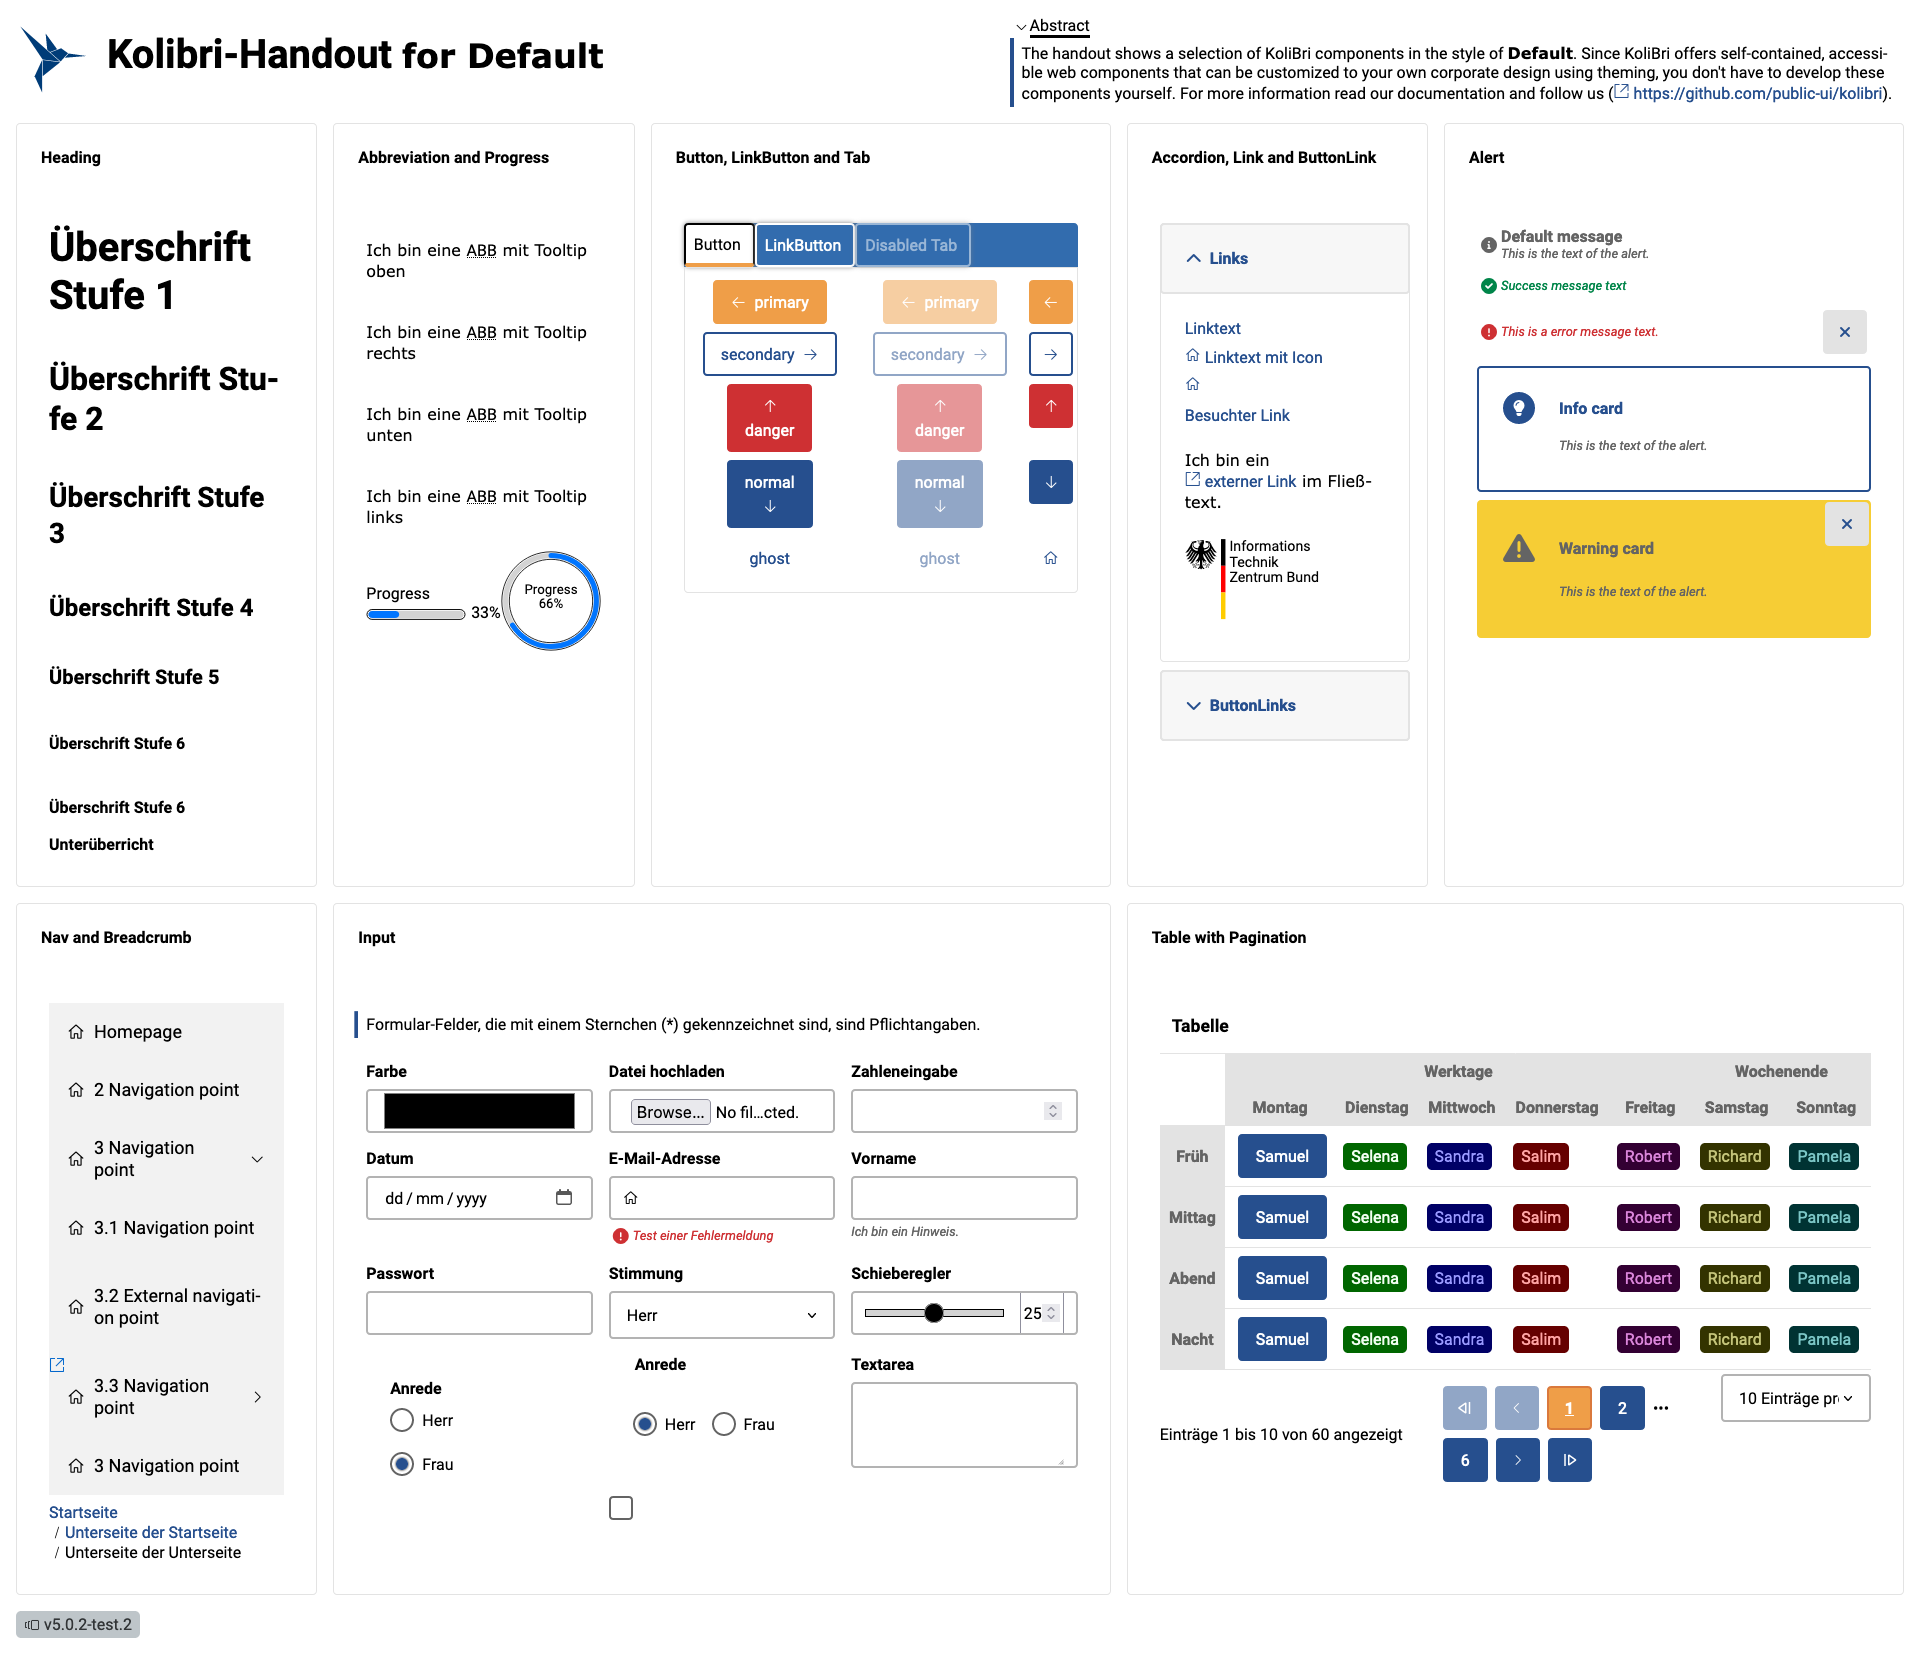 Kolibri-Handout for Default
Abstract
The handout shows a selection of KoliBri components in the style of Default. Since KoliBri offers self-contained, accessi-
ble web components that can be customized to your own corporate design using theming, you don't have to develop these
components yourself. For more information read our documentation and follow us (https://github.com/public-ui/kolibri).
Heading
Überschrift
Stufe 1
Überschrift Stu-
fe 2
Überschrift Stufe
3
Überschrift Stufe 4
Überschrift Stufe 5
Überschrift Stufe 6
Überschrift Stufe 6
Unterüberricht
Abbreviation and Progress
Ich bin eine ABB mit Tooltip
oben
Ich bin eine ABB mit Tooltip
rechts
Ich bin eine ABB mit Tooltip
unten
Ich bin eine ABB mit Tooltip
links
Progress
33%
Progress
66%
Button, LinkButton and Tab
Button LinkButton Disabled Tab
primary primary
secondary secondary
danger danger
normal normal
ghost ghost
Accordion, Link and ButtonLink
Links
Linktext
Linktext mit Icon
Besuchter Link
Ich bin ein
externer Link im Fließ-
text.
Informations
Technik
Zentrum Bund
ButtonLinks
Alert
Default message
This is the text of the alert.
Success message text
This is a error message text.
Info card
This is the text of the alert.
Warning card
This is the text of the alert.
Nav and Breadcrumb
Homepage
2 Navigation point
3 Navigation
point
3.1 Navigation point
3.2 External navigati-
on point
3.3 Navigation
point
3 Navigation point
Startseite
/ Unterseite der Startseite
/ Unterseite der Unterseite
Input
Formular-Felder, die mit einem Sternchen (*) gekennzeichnet sind, sind Pflichtangaben.
Farbe Datei hochladen Zahleneingabe
Browse... No fil...cted.
Datum E-Mail-Adresse Vorname
dd / mm / yyyy
Test einer Fehlermeldung Ich bin ein Hinweis.
Passwort Stimmung Schieberegler
Herr 25
Anrede Anrede Textarea
Herr Herr Frau
Frau
Table with Pagination
Tabelle
Werktage Wochenende
Montag Dienstag Mittwoch Donnerstag Freitag Samstag Sonntag
Früh Samuel Selena Sandra Salim Robert Richard Pamela
Mittag Samuel Selena Sandra Salim Robert Richard Pamela
Abend Samuel Selena Sandra Salim Robert Richard Pamela
Nacht Samuel Selena Sandra Salim Robert Richard Pamela
Einträge 1 bis 10 von 60 angezeigt
1 2 ...
6
10 Einträge pr
v5.0.2-test.2